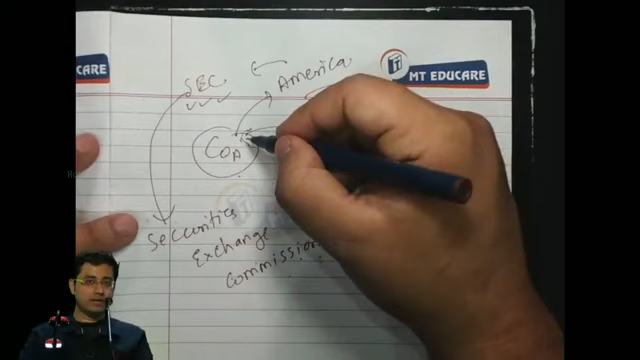 CARE
SEC ← America
MT EDUCARE
COA
Securities
Exchange
Commission